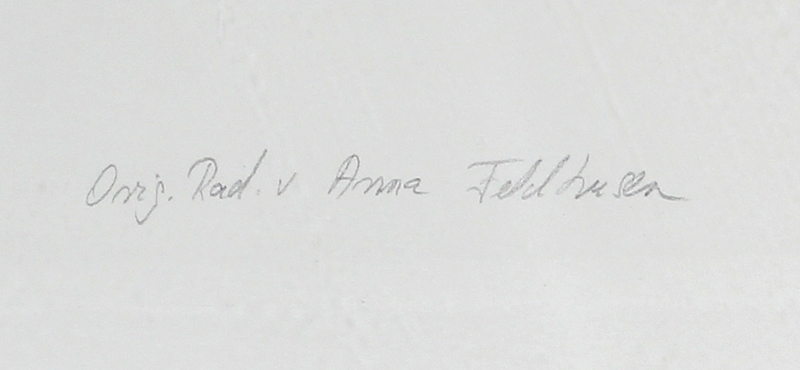 Orig. Rad. v Anna Feldhusen